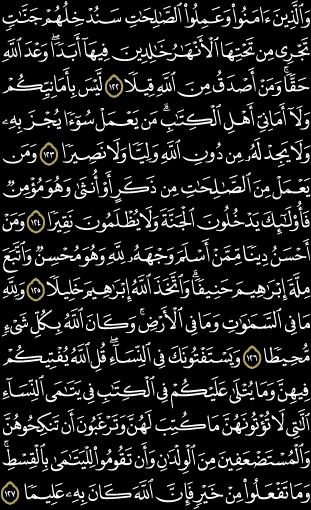 وَالَّذِينَ ءَامَنُوا۟ وَعَمِلُوا۟ الصَّـٰلِحَـٰتِ سَنُدْخِلُهُمْ جَنَّـٰتٍ
تَجْرِى مِن تَحْتِهَا الْأَنْهَـٰرُ خَـٰلِدِينَ فِيهَآ أَبَدًا ۖ وَعْدَ اللَّهِ
حَقًّا ۚ وَمَنْ أَصْدَقُ مِنَ اللَّهِ قِيلًا ١٢٢ لَّيْسَ بِأَمَانِيِّكُمْ
وَلَآ أَمَانِىِّ أَهْلِ الْكِتَـٰبِ ۗ مَن يَعْمَلْ سُوٓءًا يُجْزَ بِهِۦ
وَلَا يَجِدْ لَهُۥ مِن دُونِ اللَّهِ وَلِيًّا وَلَا نَصِيرًا ١٢٣ وَمَن
يَعْمَلْ مِنَ الصَّـٰلِحَـٰتِ مِن ذَكَرٍ أَوْ أُنثَىٰ وَهُوَ مُؤْمِنٌ
فَأُو۟لَـٰٓئِكَ يَدْخُلُونَ الْجَنَّةَ وَلَا يُظْلَمُونَ نَقِيرًا ١٢٤ وَمَنْ
أَحْسَنُ دِينًا مِّمَّنْ أَسْلَمَ وَجْهَهُۥ لِلَّهِ وَهُوَ مُحْسِنٌ وَاتَّبَعَ
مِلَّةَ إِبْرَٰهِيمَ حَنِيفًا ۗ وَاتَّخَذَ اللَّهُ إِبْرَٰهِيمَ خَلِيلًا ١٢٥ وَلِلَّهِ
مَا فِى السَّمَـٰوَٰتِ وَمَا فِى الْأَرْضِ ۚ وَكَانَ اللَّهُ بِكُلِّ شَىْءٍ
مُّحِيطًا ١٢٦ وَيَسْتَفْتُونَكَ فِى النِّسَآءِ ۖ قُلِ اللَّهُ يُفْتِيكُمْ
فِيهِنَّ وَمَا يُتْلَىٰ عَلَيْكُمْ فِى الْكِتَـٰبِ فِى يَتَـٰمَى النِّسَآءِ
الَّـٰتِى لَا تُؤْتُونَهُنَّ مَا كُتِبَ لَهُنَّ وَتَرْغَبُونَ أَن تَنكِحُوهُنَّ
وَالْمُسْتَضْعَفِينَ مِنَ الْوِلْدَٰنِ وَأَن تَقُومُوا۟ لِلْيَتَـٰمَىٰ بِالْقِسْطِ ۚ
وَمَا تَفْعَلُوا۟ مِنْ خَيْرٍ فَإِنَّ اللَّهَ كَانَ بِهِۦ عَلِيمًا ١٢٧